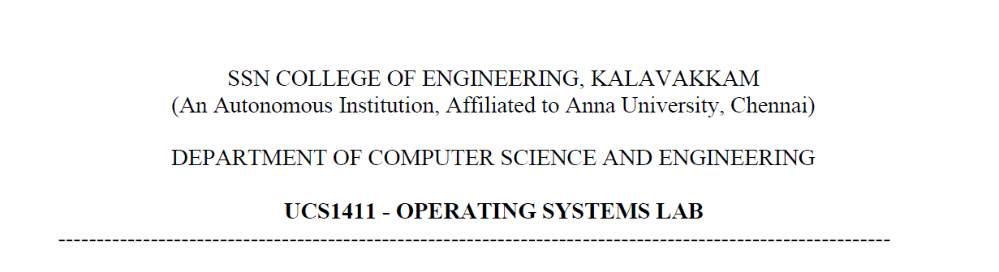 SSN COLLEGE OF ENGINEERING, KALAVAKKAM
(An Autonomous Institution, Affiliated to Anna University, Chennai)
DEPARTMENT OF COMPUTER SCIENCE AND ENGINEERING
UCS1411 - OPERATING SYSTEMS LAB
-----------------------------------------------------------------------------------------------------------